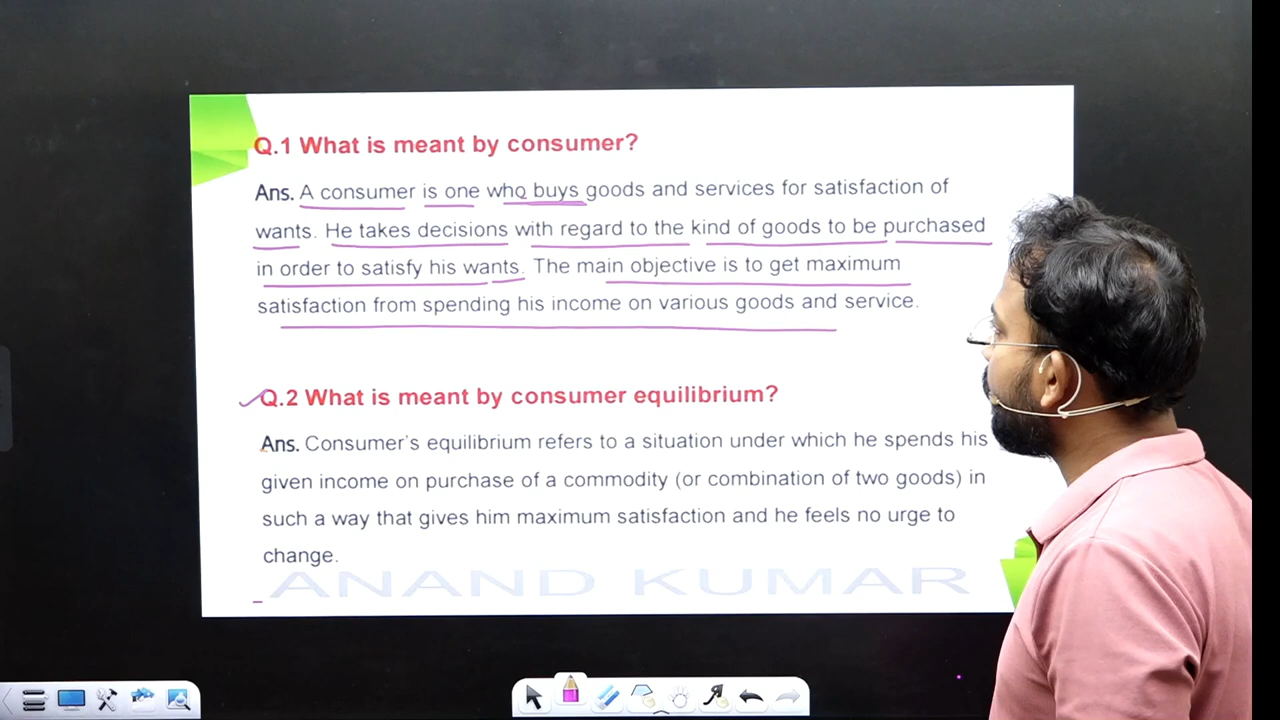 Q.1 What is meant by consumer?
Ans. A consumer is one who buys goods and services for satisfaction of
wants. He takes decisions with regard to the kind of goods to be purchased
in order to satisfy his wants. The main objective is to get maximum
satisfaction from spending his income on various goods and service.
Q.2 What is meant by consumer equilibrium?
Ans. Consumer's equilibrium refers to a situation under which he spends his
given income on purchase of a commodity (or combination of two goods) in
such a way that gives him maximum satisfaction and he feels no urge to
change.
ANAND KUMAR